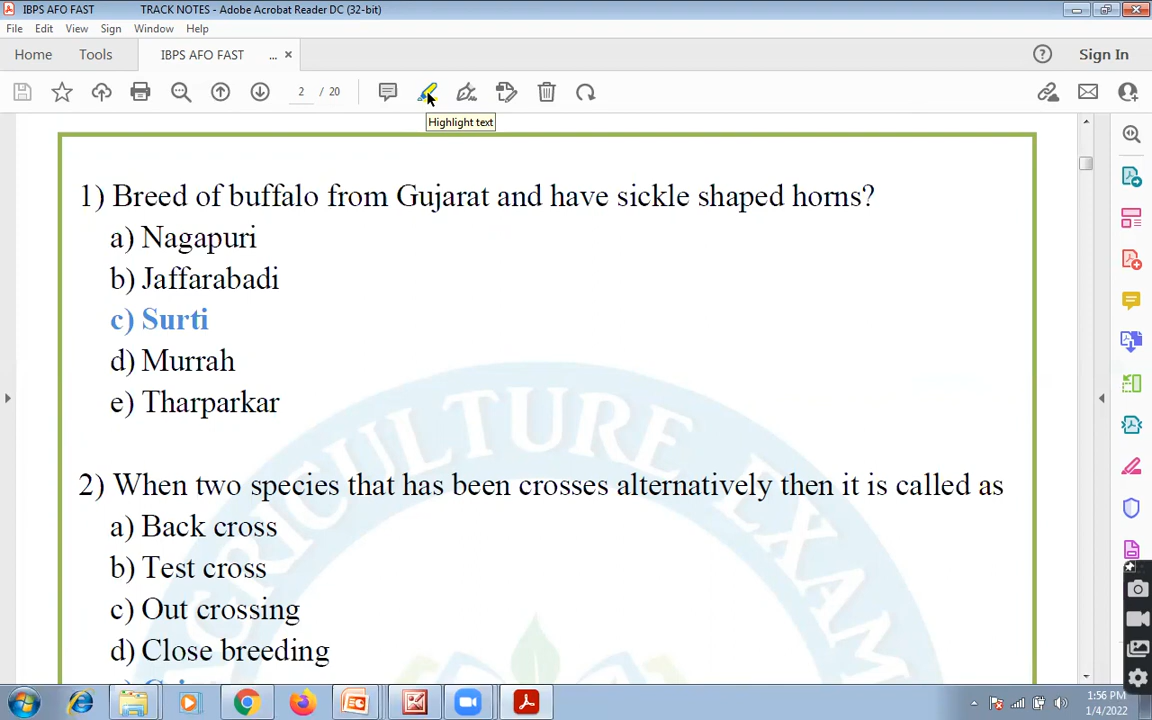 IBPS AFO FAST TRACK NOTES - Adobe Acrobat Reader DC (32-bit)
File Edit View Sign Window Help
Home Tools IBPS AFO FAST ... × Sign In
2 / 20
Highlight text
1) Breed of buffalo from Gujarat and have sickle shaped horns?
a) Nagapuri
b) Jaffarabadi
c) Surti
d) Murrah
e) Tharparkar
2) When two species that has been crosses alternatively then it is called as
a) Back cross
b) Test cross
c) Out crossing
d) Close breeding
AGRICULTURE EXAM
1:56 PM
1/4/2022